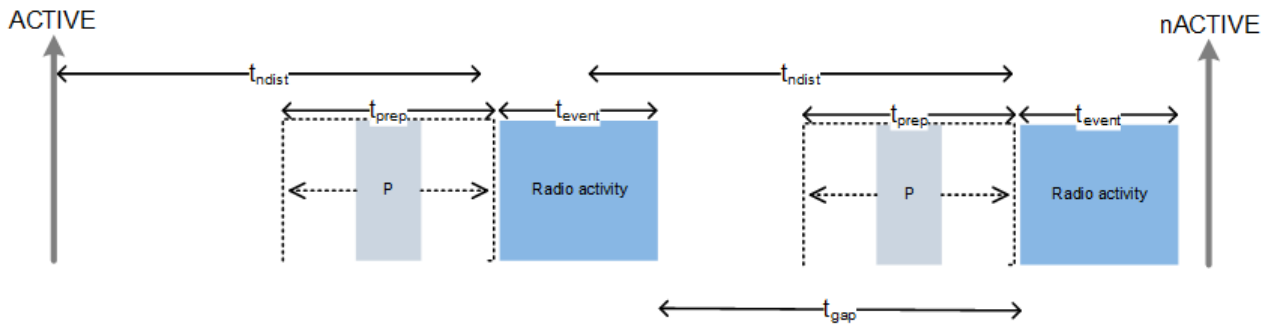 ACTIVE
nACTIVE
tndist
tndist
tprep
tevent
tprep
tevent
P
Radio activity
P
Radio activity
tgap